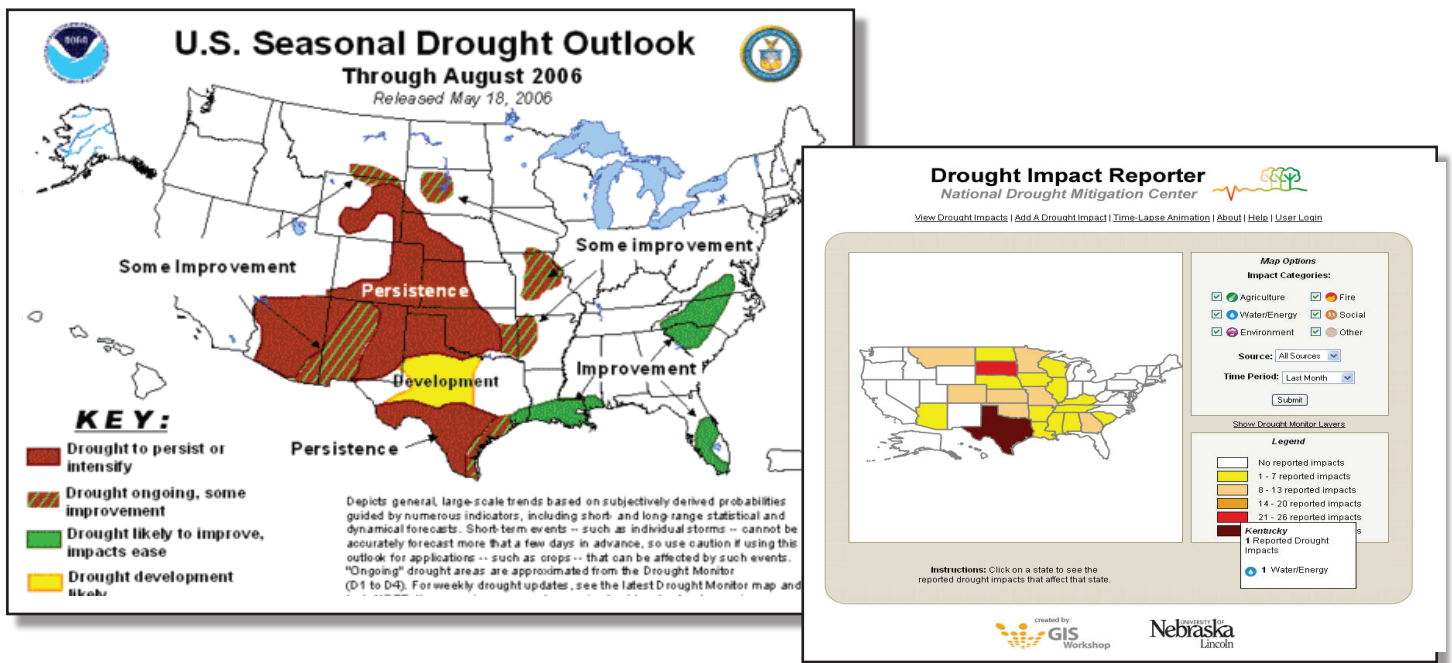 NOAA
U.S. Seasonal Drought Outlook
Through August 2006
Released May 18, 2006
Some Improvement
Some improvement
Persistence
Development
Improvement
Persistence
KEY:
Drought to persist or
intensify
Drought ongoing, some
improvement
Drought likely to improve,
impacts ease
Drought development
likely
Depicts general, large-scale trends based on subjectively derived probabilities
guided by numerous indicators, including short- and long-range statistical and
dynamical forecasts. Short-term events -- such as individual storms -- cannot be
accurately forecast more that a few days in advance, so use caution if using this
outlook for applications -- such as crops -- that can be affected by such events.
"Ongoing" drought areas are approximated from the Drought Monitor
(D1 to D4). For weekly drought updates, see the latest Drought Monitor map and
Drought Impact Reporter
National Drought Mitigation Center
View Drought Impacts | Add A Drought Impact | Time-Lapse Animation | About | Help | User Login
Map Options
Impact Categories:
Agriculture Fire
Water/Energy Social
Environment Other
Source: All Sources
Time Period: Last Month
Submit
Show Drought Monitor Layers
Legend
No reported impacts
1 - 7 reported impacts
8 - 13 reported impacts
14 - 20 reported impacts
21 - 26 reported impacts
Kentucky
1 Reported Drought
Impacts
1 Water/Energy
Instructions: Click on a state to see the
reported drought impacts that affect that state.
created by
GIS
Workshop
UNIVERSITY OF
Nebraska
Lincoln